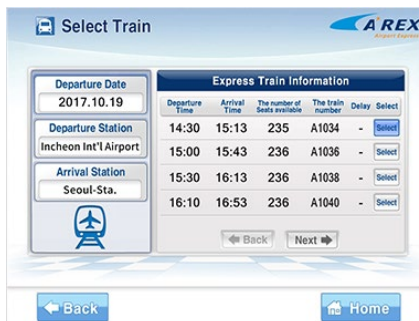 Select Train
A'REX
Airport Express
Departure Date
2017.10.19
Departure Station
Incheon Int'l Airport
Arrival Station
Seoul-Sta.
Express Train Information
Departure Time Arrival Time The number of Seats available The train number Delay Select
14:30 15:13 235 A1034 - Select
15:00 15:43 236 A1036 - Select
15:30 16:13 236 A1038 - Select
16:10 16:53 236 A1040 - Select
Back Next
Back Home